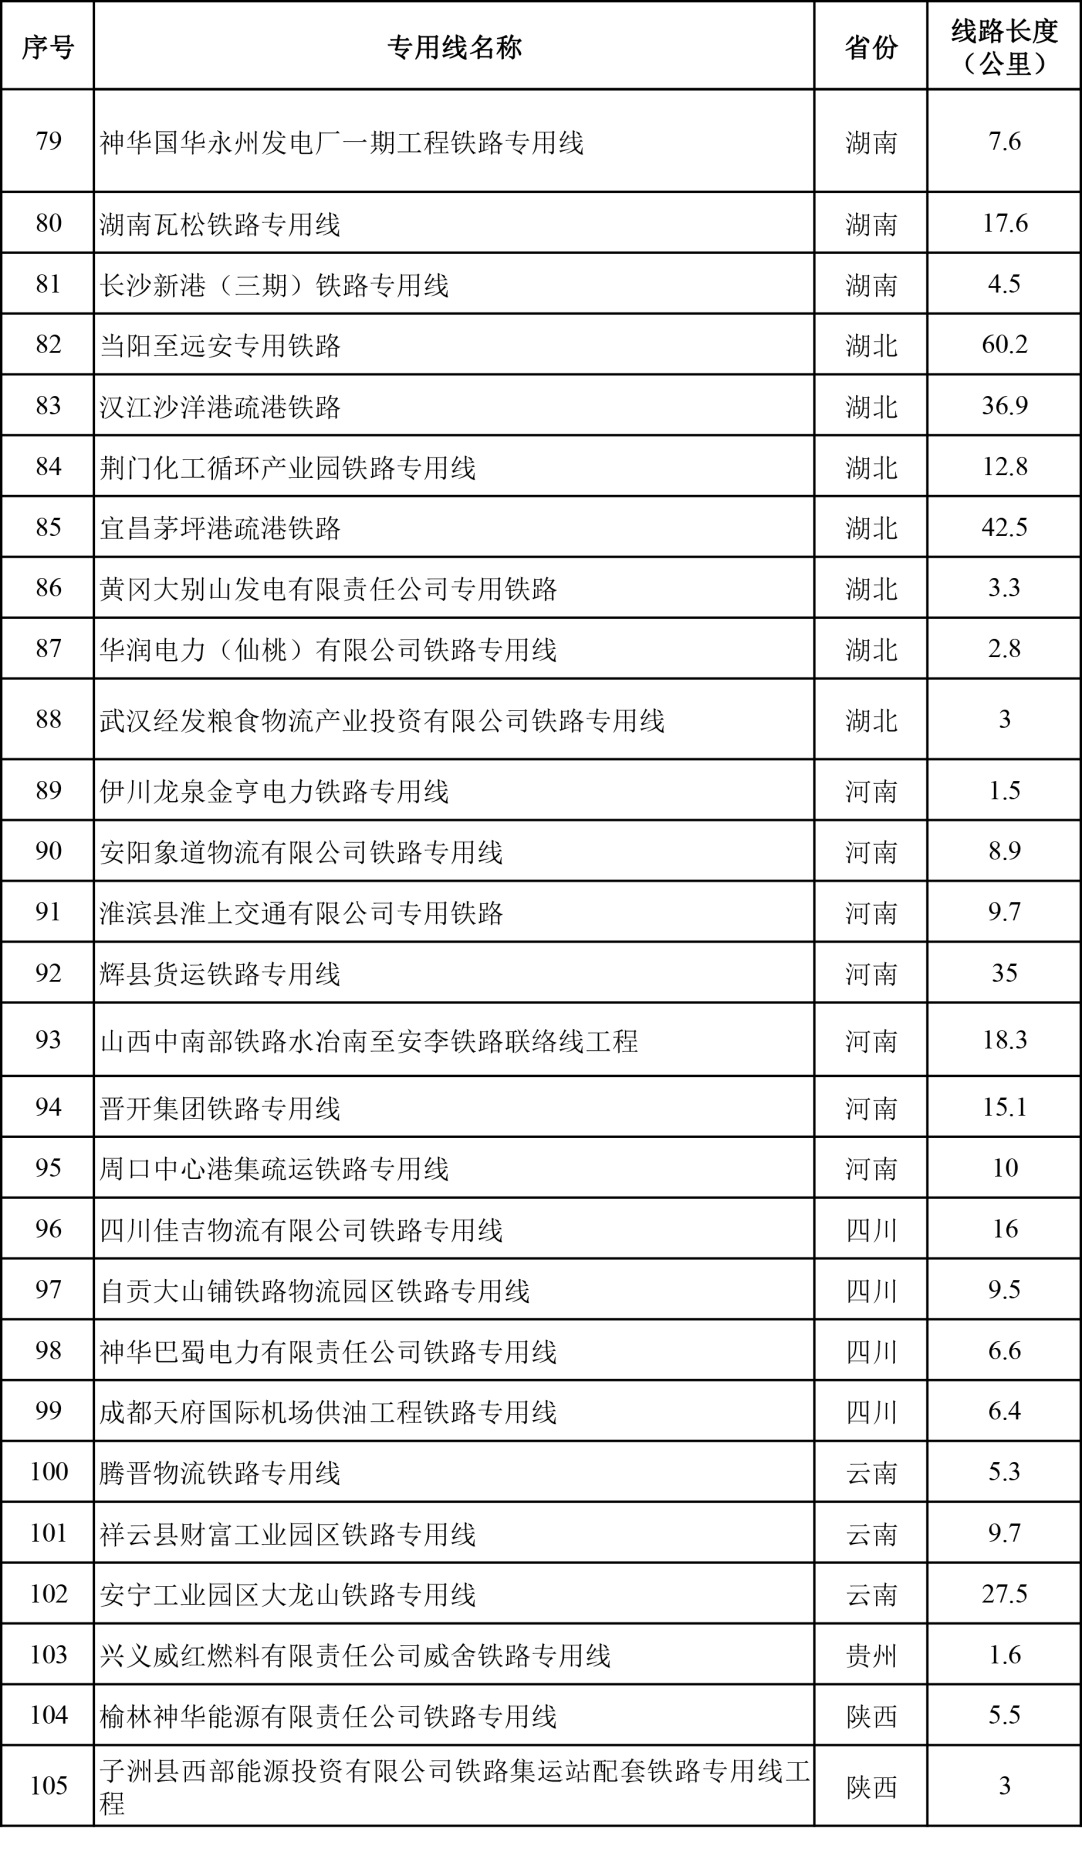 序号 专用线名称 省份 线路长度
（公里）
79 神华国华永州发电厂一期工程铁路专用线 湖南 7.6
80 湖南瓦松铁路专用线 湖南 17.6
81 长沙新港（三期）铁路专用线 湖南 4.5
82 当阳至远安专用铁路 湖北 60.2
83 汉江沙洋港疏港铁路 湖北 36.9
84 荆门化工循环产业园铁路专用线 湖北 12.8
85 宜昌茅坪港疏港铁路 湖北 42.5
86 黄冈大别山发电有限责任公司专用铁路 湖北 3.3
87 华润电力（仙桃）有限公司铁路专用线 湖北 2.8
88 武汉经发粮食物流产业投资有限公司铁路专用线 湖北 3
89 伊川龙泉金亨电力铁路专用线 河南 1.5
90 安阳象道物流有限公司铁路专用线 河南 8.9
91 淮滨县淮上交通有限公司专用铁路 河南 9.7
92 辉县货运铁路专用线 河南 35
93 山西中南部铁路水冶南至安李铁路联络线工程 河南 18.3
94 晋开集团铁路专用线 河南 15.1
95 周口中心港集疏运铁路专用线 河南 10
96 四川佳吉物流有限公司铁路专用线 四川 16
97 自贡大山铺铁路物流园区铁路专用线 四川 9.5
98 神华巴蜀电力有限责任公司铁路专用线 四川 6.6
99 成都天府国际机场供油工程铁路专用线 四川 6.4
100 腾晋物流铁路专用线 云南 5.3
101 祥云县财富工业园区铁路专用线 云南 9.7
102 安宁工业园区大龙山铁路专用线 云南 27.5
103 兴义威红燃料有限责任公司威舍铁路专用线 贵州 1.6
104 榆林神华能源有限责任公司铁路专用线 陕西 5.5
105 子洲县西部能源投资有限公司铁路集运站配套铁路专用线工 陕西 3
程